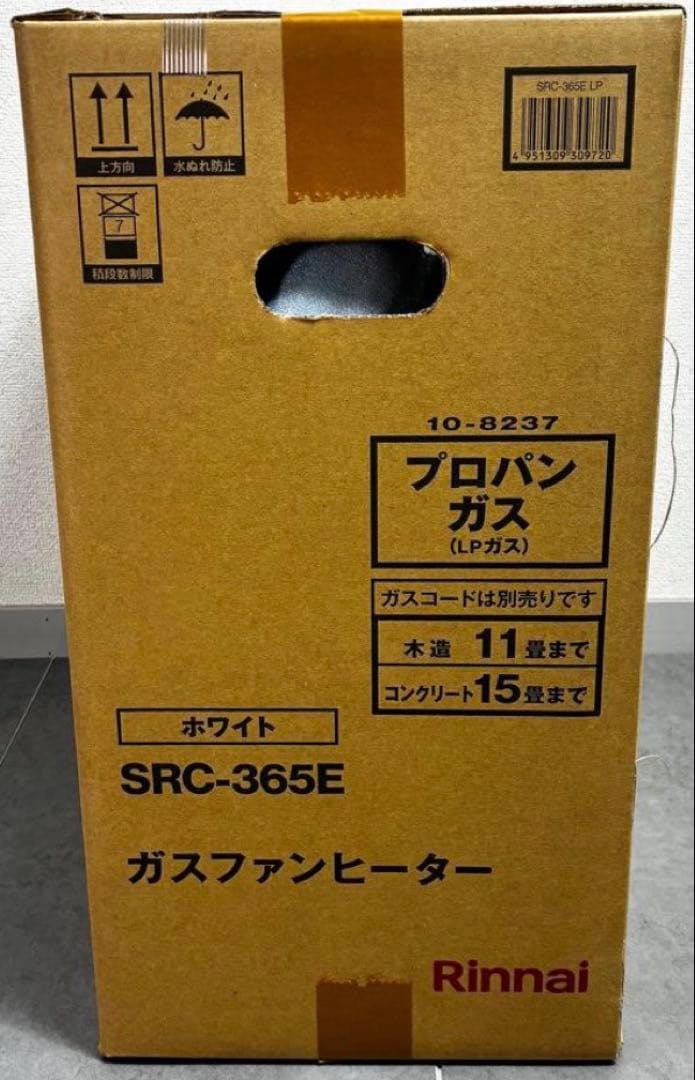 上方向
水ぬれ防止
7
積段数制限
SRC-365E LP
4 951309 309720
10-8237
プロパン
ガス
(LPガス)
ガスコードは別売りです
木造 11畳まで
コンクリート15畳まで
ホワイト
SRC-365E
ガスファンヒーター
Rinnai